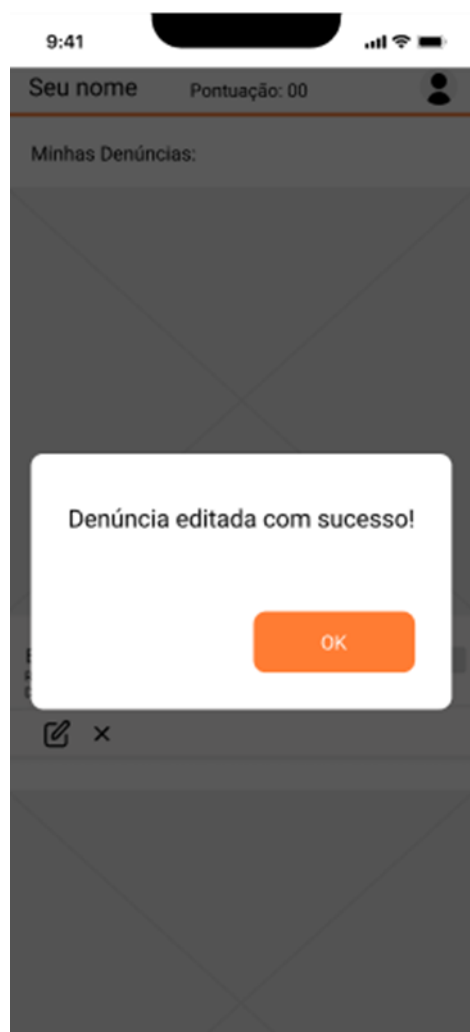 9:41
Seu nome Pontuação: 00
Minhas Denúncias:
Denúncia editada com sucesso!
OK